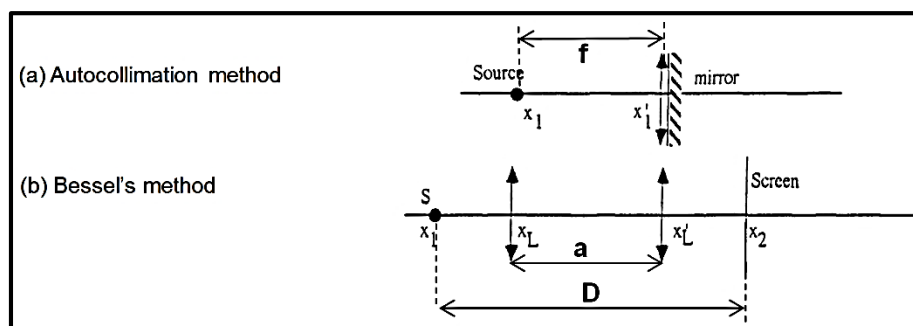 (a) Autocollimation method
f
Source
mirror
x1
x'1
(b) Bessel's method
S
Screen
x1
xL
x'L
x2
a
D